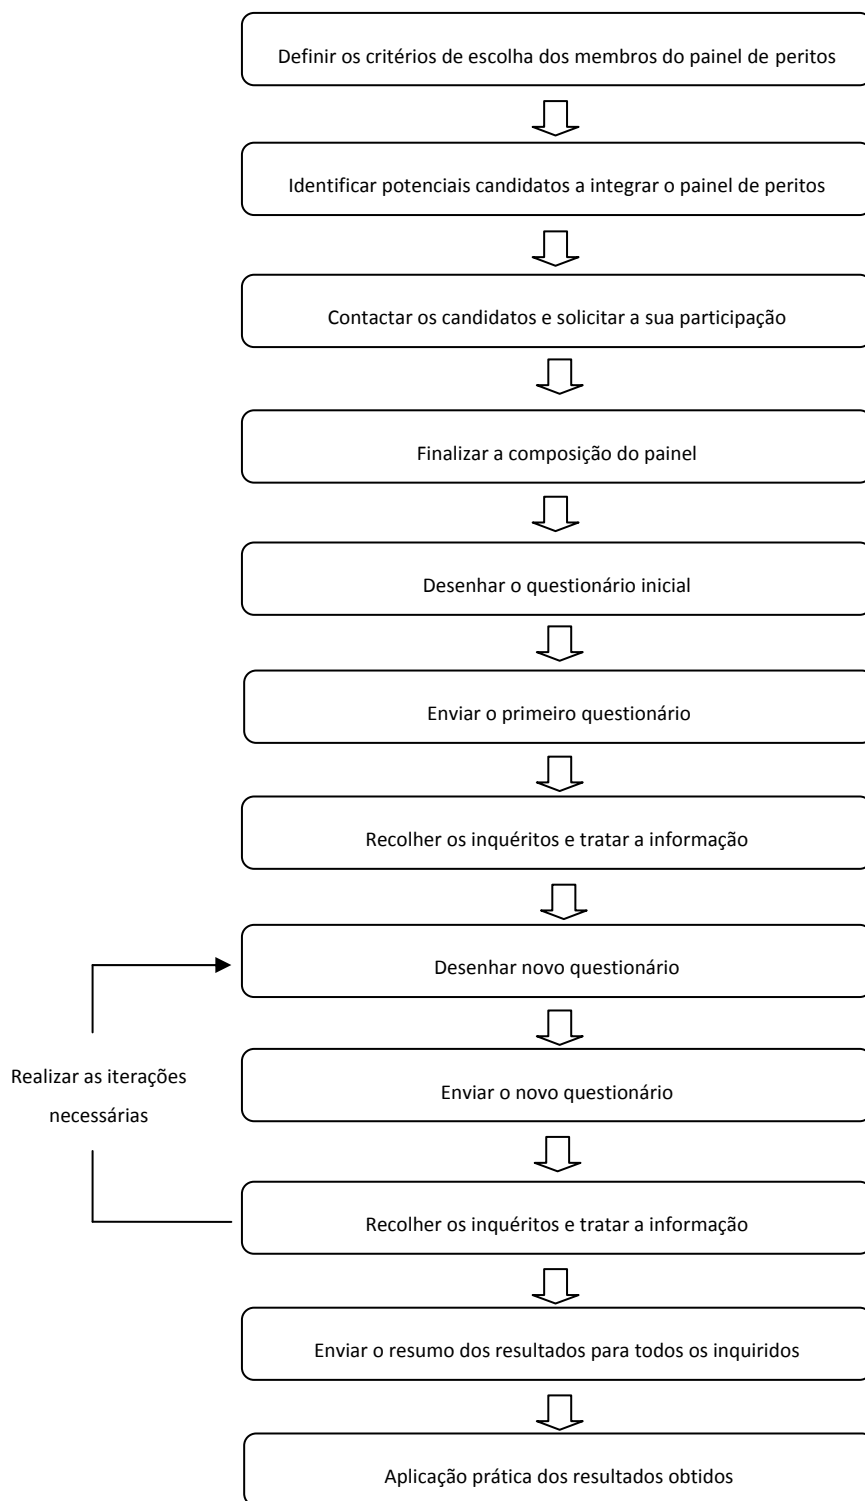 Definir os critérios de escolha dos membros do painel de peritos
Identificar potenciais candidatos a integrar o painel de peritos
Contactar os candidatos e solicitar a sua participação
Finalizar a composição do painel
Desenhar o questionário inicial
Enviar o primeiro questionário
Recolher os inquéritos e tratar a informação
Desenhar novo questionário
Realizar as iterações
necessárias
Enviar o novo questionário
Recolher os inquéritos e tratar a informação
Enviar o resumo dos resultados para todos os inquiridos
Aplicação prática dos resultados obtidos